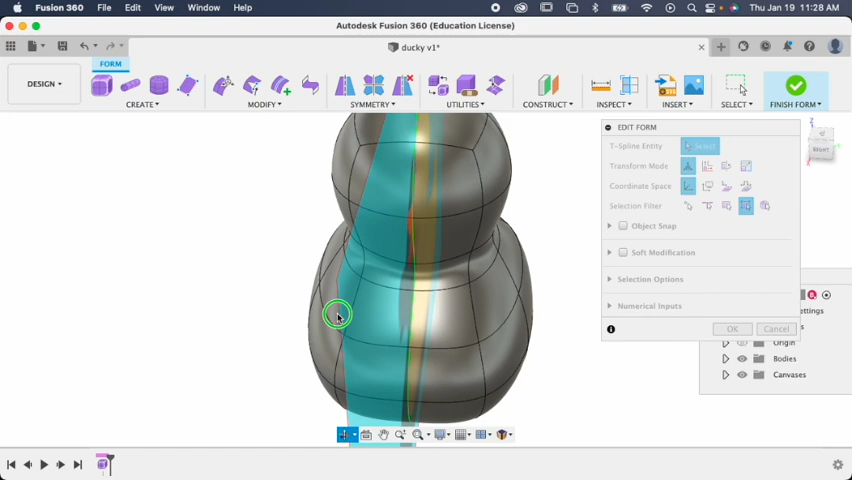 Fusion 360 File Edit View Window Help Thu Jan 19 11:28 AM
Autodesk Fusion 360 (Education License)
ducky v1*
FORM
DESIGN
CREATE MODIFY SYMMETRY UTILITIES CONSTRUCT INSPECT INSERT SELECT FINISH FORM
EDIT FORM
T-Spline Entity Select
Transform Mode
Coordinate Space
Selection Filter
Object Snap
Soft Modification
Selection Options
Numerical Inputs
OK Cancel
RIGHT
ettings
Origin
Bodies
Canvases